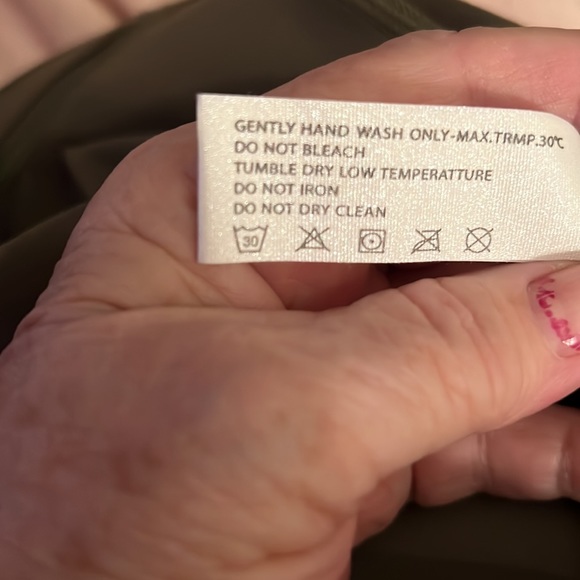 GENTLY HAND WASH ONLY-MAX.TRMP.30℃
DO NOT BLEACH
TUMBLE DRY LOW TEMPERATTURE
DO NOT IRON
DO NOT DRY CLEAN
30